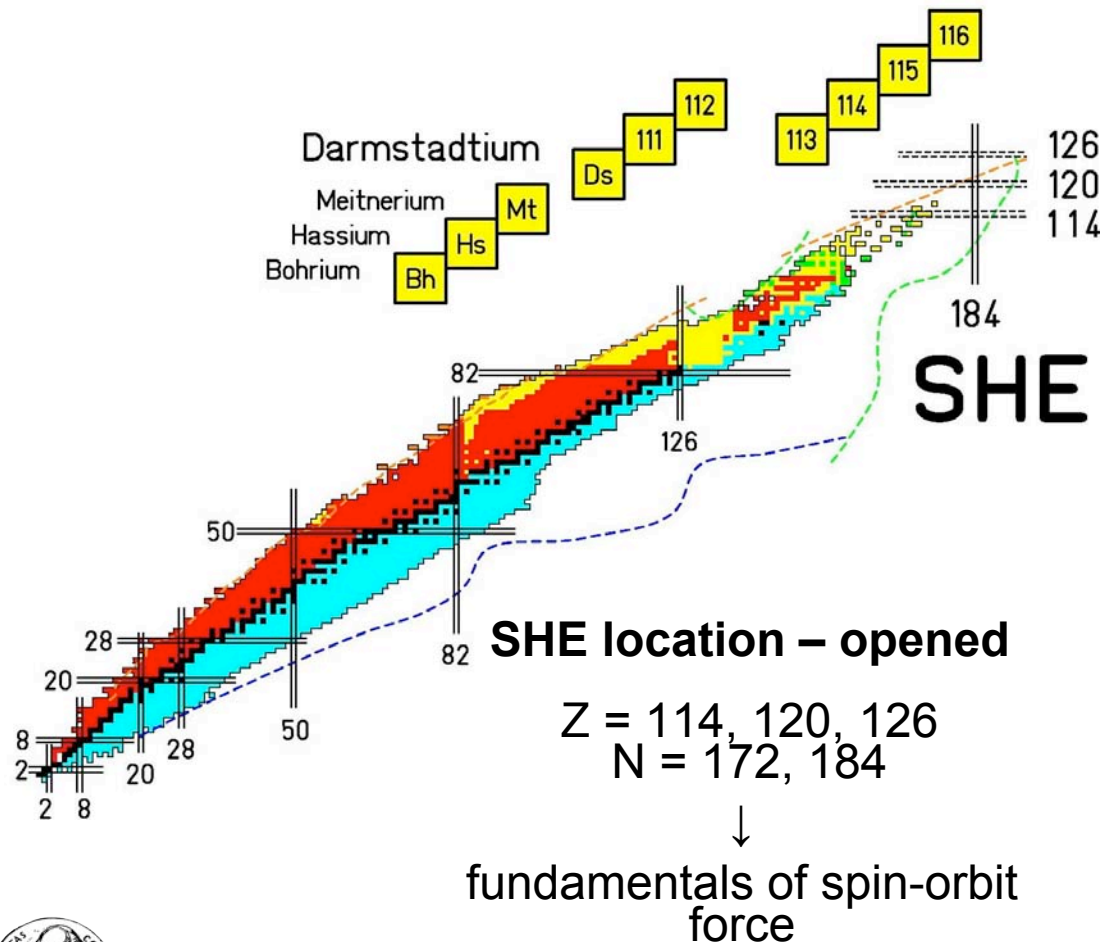 116
115
112
114
111
113
Darmstadtium
Ds
126
120
114
Meitnerium
Mt
Hassium
Hs
Bohrium
Bh
184
82
SHE
126
50
28
82
SHE location – opened
20
50
Z = 114, 120, 126
N = 172, 184
8
28
2
20
2 8
↓
fundamentals of spin-orbit
force